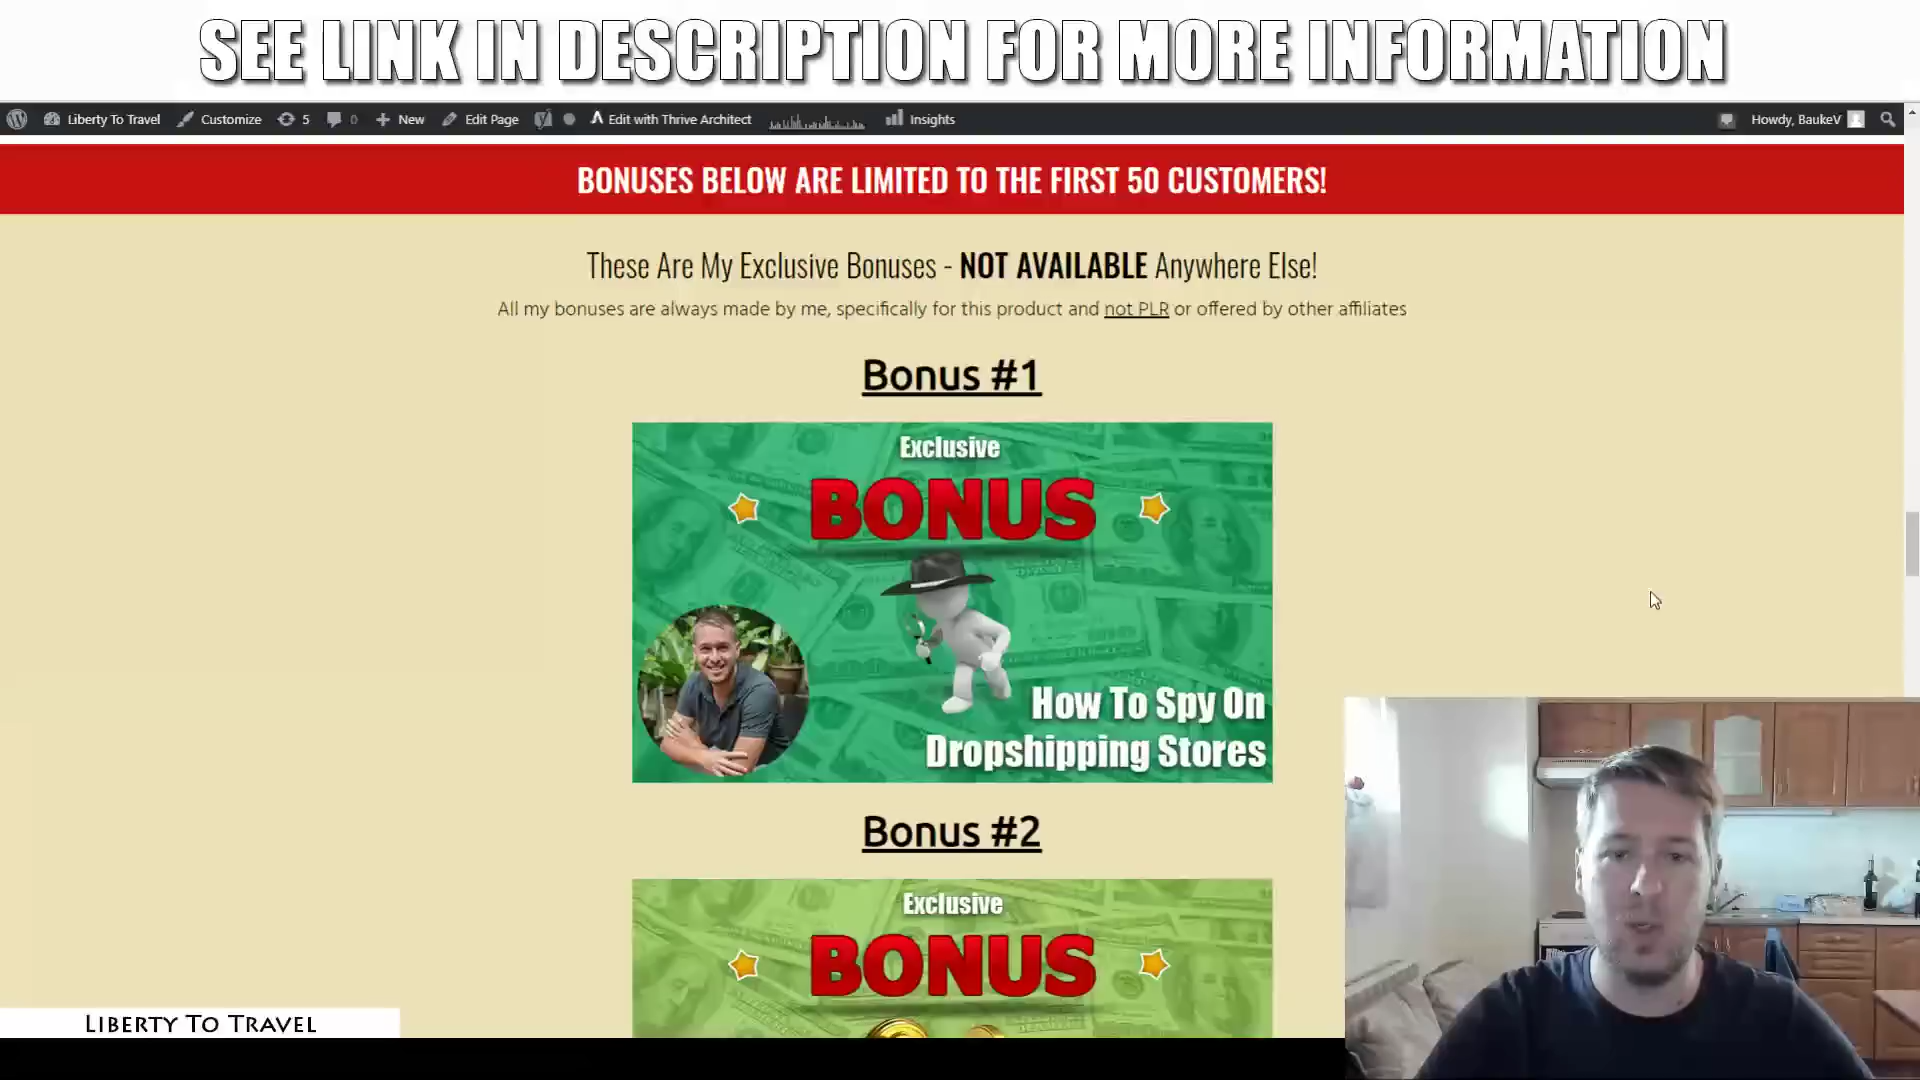 SEE LINK IN DESCRIPTION FOR MORE INFORMATION
Liberty To Travel Customize 5 0 New Edit Page Edit with Thrive Architect Insights Howdy, BaukeV
BONUSES BELOW ARE LIMITED TO THE FIRST 50 CUSTOMERS!
These Are My Exclusive Bonuses - NOT AVAILABLE Anywhere Else!
All my bonuses are always made by me, specifically for this product and not PLR or offered by other affiliates
Bonus #1
Exclusive
BONUS
How To Spy On
Dropshipping Stores
Bonus #2
Exclusive
BONUS
LIBERTY TO TRAVEL